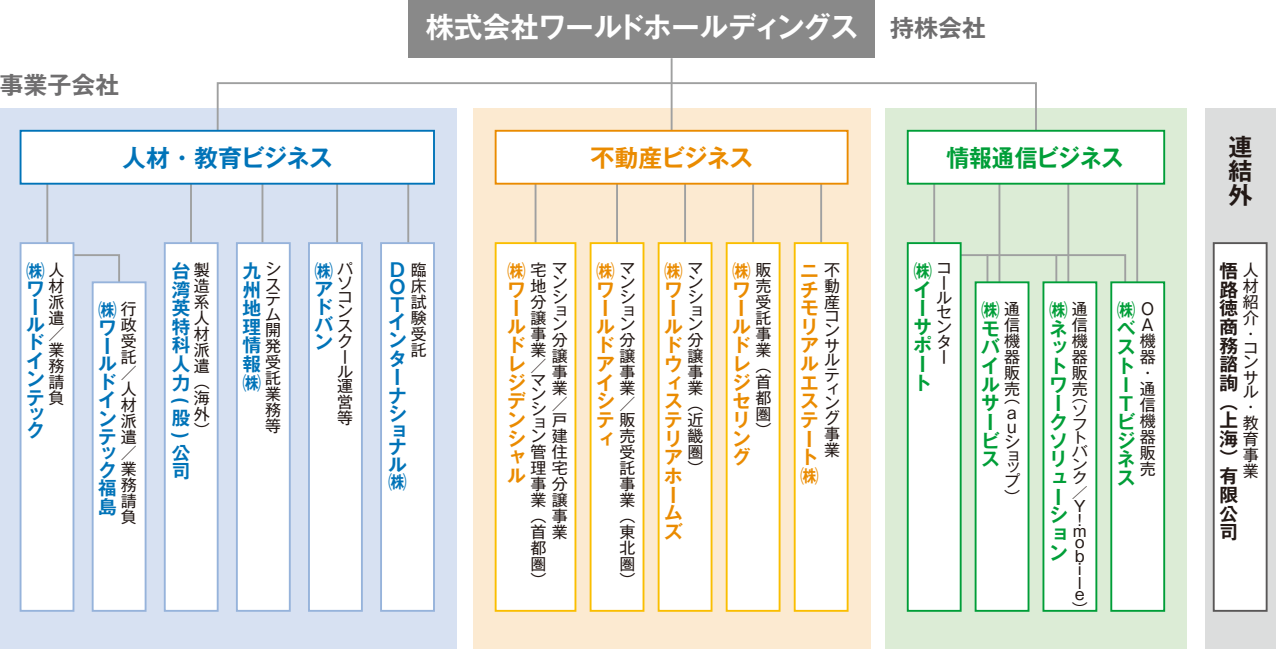 株式会社ワールドホールディングス
持株会社
事業子会社
人材・教育ビジネス
人材派遣／業務請負
㈱ワールドインテック
行政受託／人材派遣／業務請負
㈱ワールドインテック福島
製造系人材派遣（海外）
台湾英特科人力(股)公司
システム開発受託業務等
九州地理情報㈱
パソコンスクール運営等
㈱アドバン
臨床試験受託
DOTインターナショナル㈱
不動産ビジネス
マンション分譲事業／戸建住宅分譲事業
宅地分譲事業／マンション管理事業（首都圏）
㈱ワールドレジデンシャル
マンション分譲事業／販売受託事業（東北圏）
㈱ワールドアイシティ
マンション分譲事業（近畿圏）
㈱ワールドウィステリアホームズ
販売受託事業（首都圏）
㈱ワールドレジセリング
不動産コンサルティング事業
ニチモリアルエステート㈱
情報通信ビジネス
コールセンター
㈱イーサポート
通信機器販売（auショップ）
㈱モバイルサービス
通信機器販売（ソフトバンク／Y!mobile）
㈱ネットワークソリューション
OA機器・通信機器販売
㈱ベストITビジネス
連結外
人材紹介・コンサル・教育事業
悟路徳商務諮詢（上海）有限公司